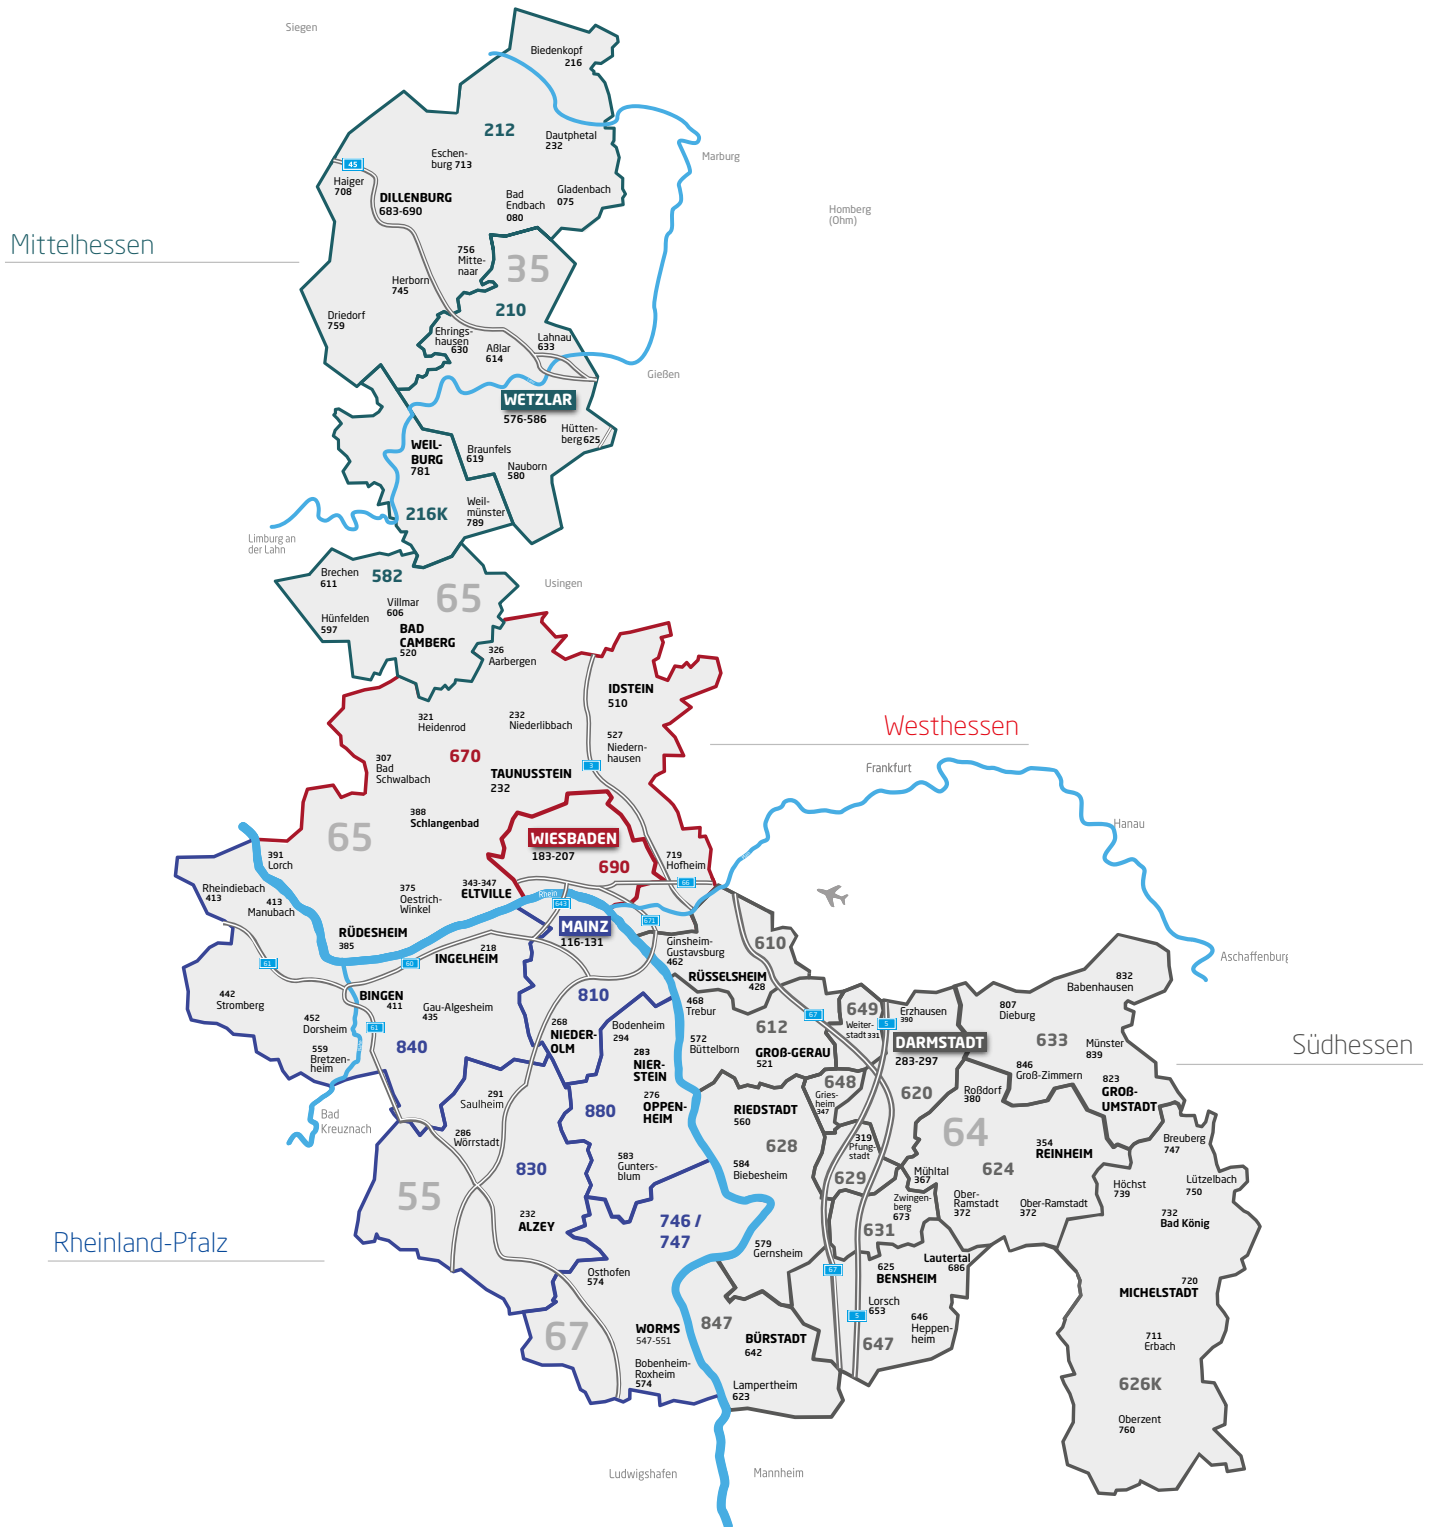 Siegen
Biedenkopf
216
212
Dautphetal
232
Eschen-
burg 713
Marburg
45
Haiger
708
DILLENBURG
683-690
Bad
Endbach
080
Gladenbach
075
Homberg
(Ohm)
Mittelhessen
756
Mitte-
naar
35
Herborn
745
210
Driedorf
759
Ehrings-
hausen
630
Aßlar
614
Lahnau
633
Gießen
WETZLAR
576-586
Hütten-
berg625
WEIL-
BURG
781
Braunfels
619
Nauborn
580
216K
Weil-
münster
789
Limburg an
der Lahn
Brechen
611
582
65
Usingen
Villmar
606
Hünfelden
597
BAD
CAMBERG
520
326
Aarbergen
IDSTEIN
510
321
Heidenrod
232
Niederlibbach
Westhessen
527
Niedern-
hausen
307
Bad
Schwalbach
670
TAUNUSSTEIN
232
3
Frankfurt
388
Schlangenbad
65
WIESBADEN
183-207
690
Hanau
391
Lorch
719
Hofheim
66
Rheindiebach
413
413
Manubach
375
Oestrich-
Winkel
343-347
ELTVILLE
Rhein
643
671
MAINZ
116-131
RÜDESHEIM
385
218
INGELHEIM
Ginsheim-
Gustavsburg
462
610
61
60
RÜSSELSHEIM
428
Aschaffenburg
832
Babenhausen
442
Stromberg
BINGEN
411
Gau-Algesheim
435
810
468
Trebur
649
Erzhausen
390
807
Dieburg
452
Dorsheim
61
268
NIEDER-
OLM
Bodenheim
294
612
67
Weiter-
stadt 331
5
DARMSTADT
283-297
633
Südhessen
559
Bretzen-
heim
840
283
NIER-
STEIN
572
Büttelborn
GROSS-GERAU
521
Münster
839
846
Groß-Zimmern
823
GROß-
UMSTADT
291
Saulheim
880
276
OPPEN-
HEIM
RIEDSTADT
560
648
Gries-
heim
347
620
Roßdorf
380
Bad
Kreuznach
286
Wörrstadt
628
319
Pfung-
stadt
64
354
REINHEIM
Breuberg
747
583
Gunters-
blum
584
Biebesheim
830
629
Mühltal
367
624
Höchst
739
Lützelbach
750
55
Zwingen-
berg
673
Ober-
Ramstadt
372
Ober-Ramstadt
372
232
ALZEY
746 /
747
631
732
Bad König
Rheinland-Pfalz
579
Gernsheim
Lautertal
686
Osthofen
574
67
625
BENSHEIM
720
MICHELSTADT
Lorsch
653
5
646
Heppen-
heim
67
WORMS
547-551
847
BÜRSTADT
642
647
711
Erbach
Bobenheim-
Roxheim
574
Lampertheim
623
626K
Oberzent
760
Ludwigshafen
Mannheim